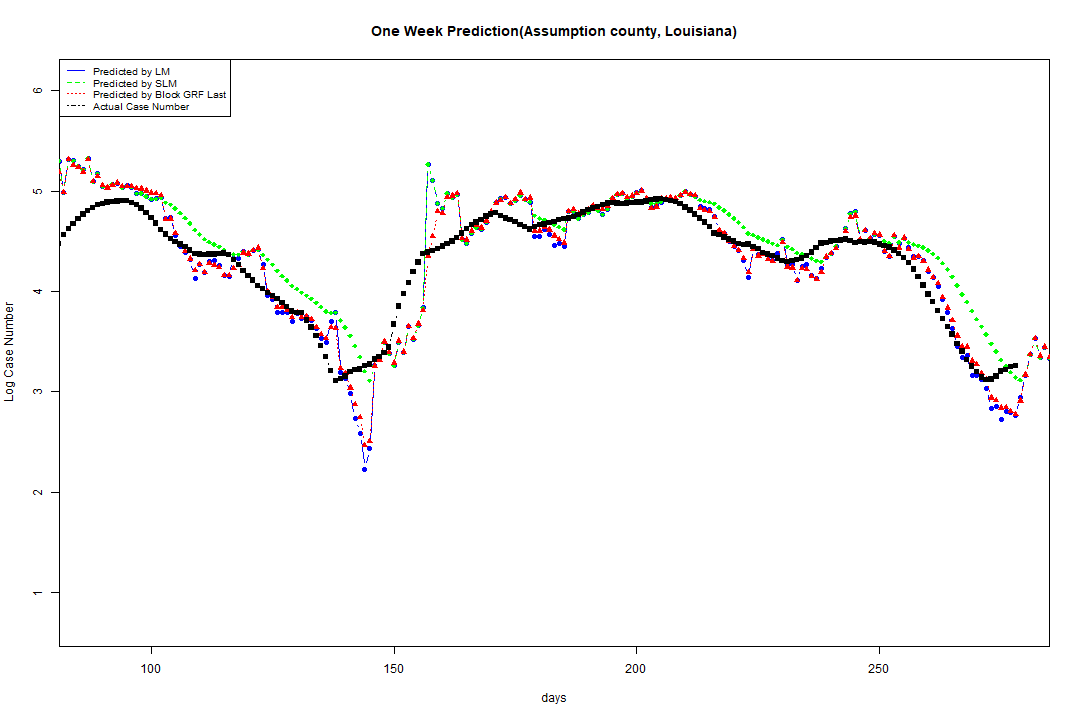 One Week Prediction(Assumption county, Louisiana)
Predicted by LM
Predicted by SLM
Predicted by Block GRF Last
Actual Case Number
6
5
4
3
2
1
Log Case Number
100
150
200
250
days